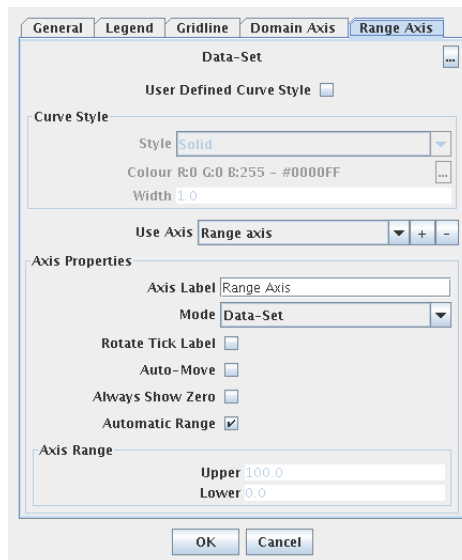 General Legend Gridline Domain Axis Range Axis
Data-Set ...
User Defined Curve Style
Curve Style
Style Solid
Colour R:0 G:0 B:255 - #0000FF ...
Width 1.0
Use Axis Range axis + -
Axis Properties
Axis Label Range Axis
Mode Data-Set
Rotate Tick Label
Auto-Move
Always Show Zero
Automatic Range
Axis Range
Upper 100.0
Lower 0.0
OK Cancel